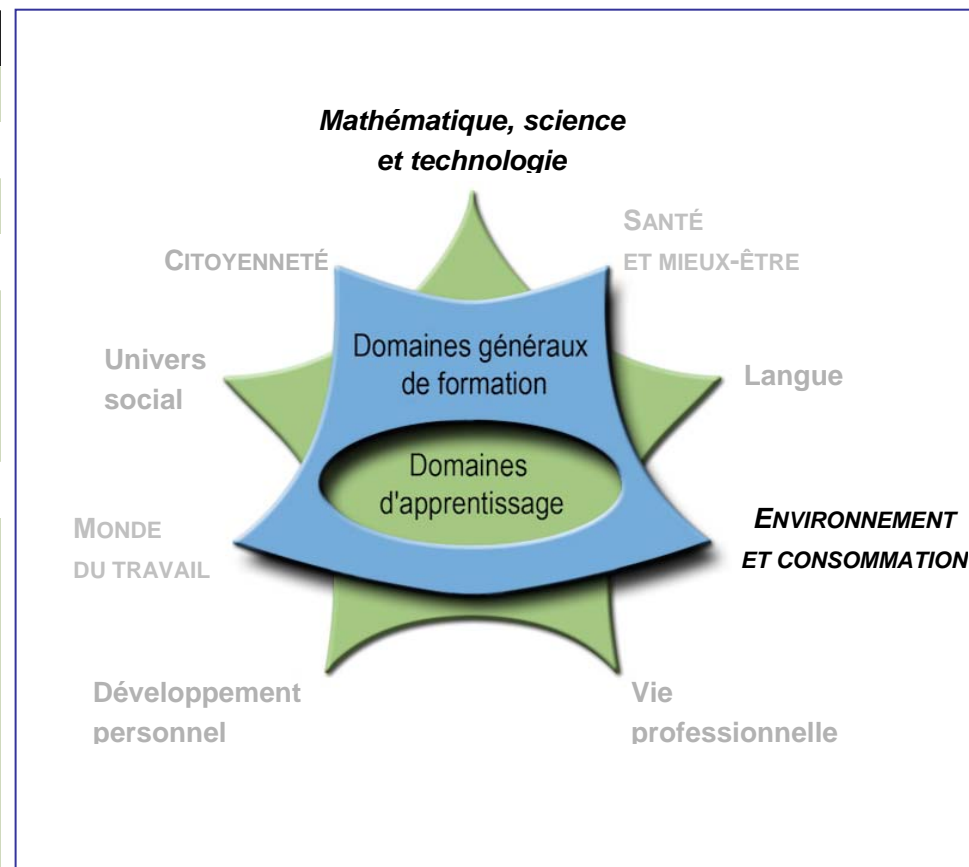 Mathématique, science
et technologie
SANTÉ
ET MIEUX-ÊTRE
CITOYENNETÉ
Domaines généraux
de formation
Univers
social
Langue
Domaines
d'apprentissage
MONDE
DU TRAVAIL
ENVIRONNEMENT
ET CONSOMMATION
Développement
personnel
Vie
professionnelle